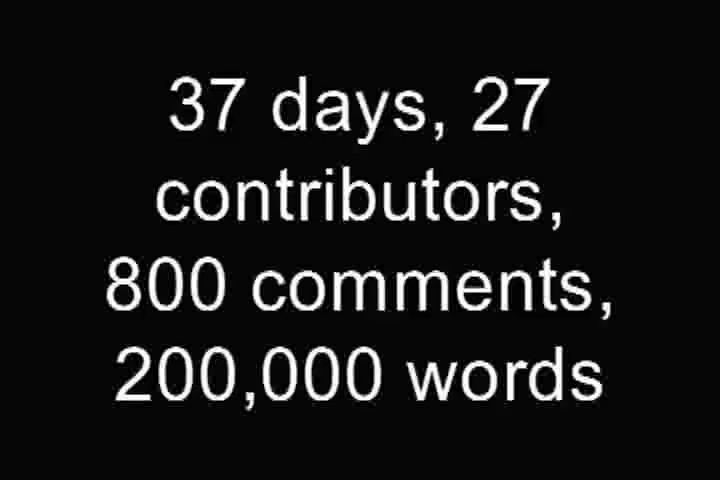 37 days, 27
contributors,
800 comments,
200,000 words